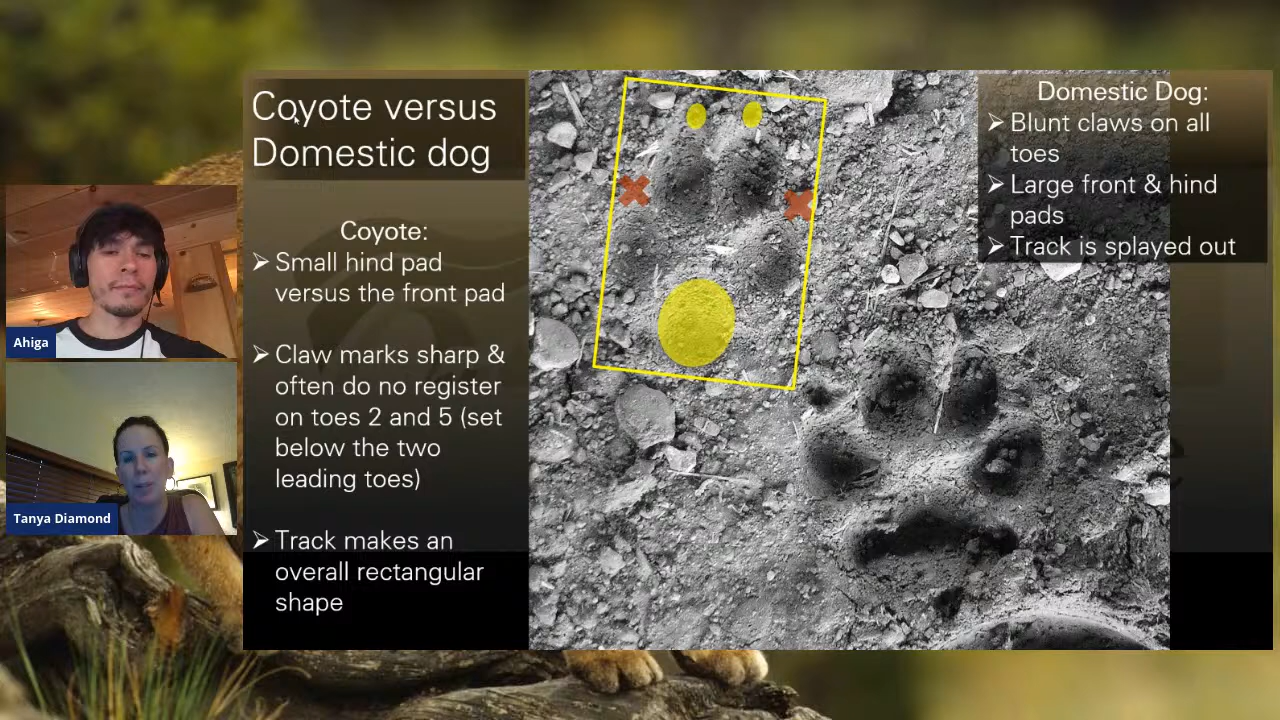 Coyote versus
Domestic dog
Coyote:
➢ Small hind pad
versus the front pad
➢ Claw marks sharp &
often do no register
on toes 2 and 5 (set
below the two
leading toes)
➢ Track makes an
overall rectangular
shape
Domestic Dog:
➢ Blunt claws on all
toes
➢ Large front & hind
pads
➢ Track is splayed out
Ahiga
Tanya Diamond